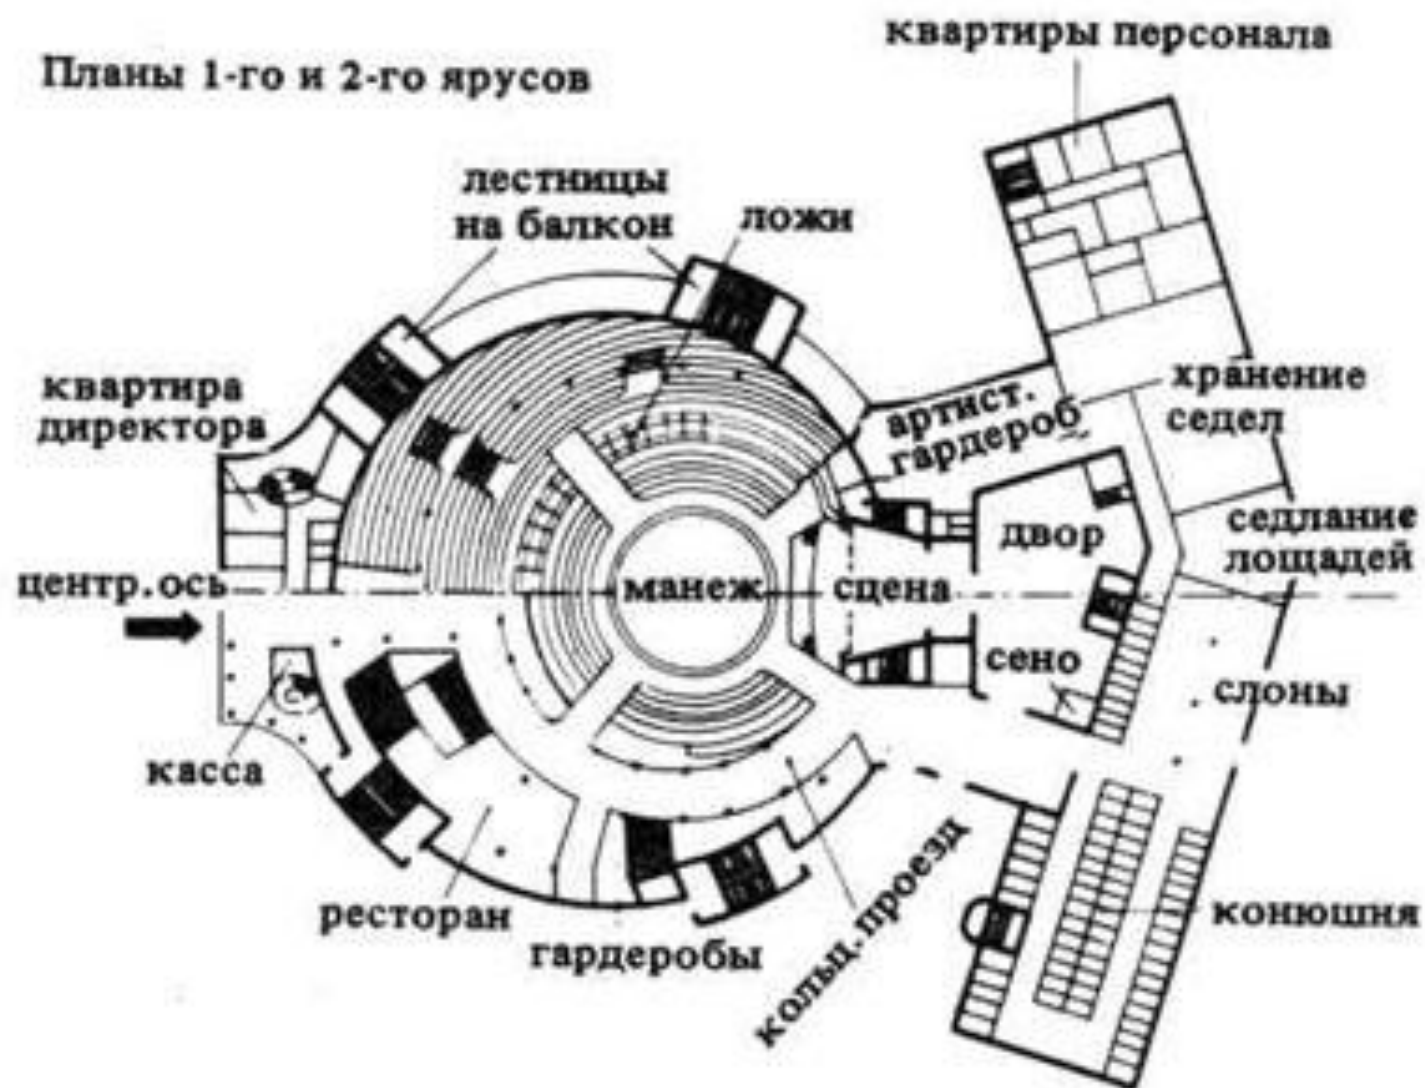 квартиры персонала
Планы 1-го и 2-го ярусов
лестницы
на балкон
ложи
квартира
директора
хранение
седел
артист.
гардероб
седлание
лощадей
двор
центр.ось
манеж
сцена
сено
слоны
касса
ресторан
гардеробы
кольц.проезд
конюшня